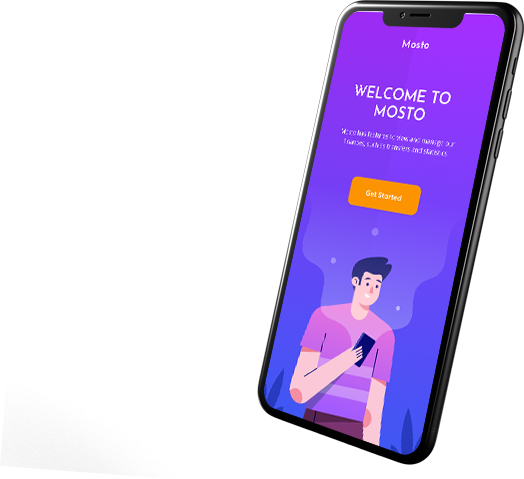 Mosto
WELCOME TO
MOSTO
Mosto has features to view and manage your
finances, such as transfers and statistics.
Get Started